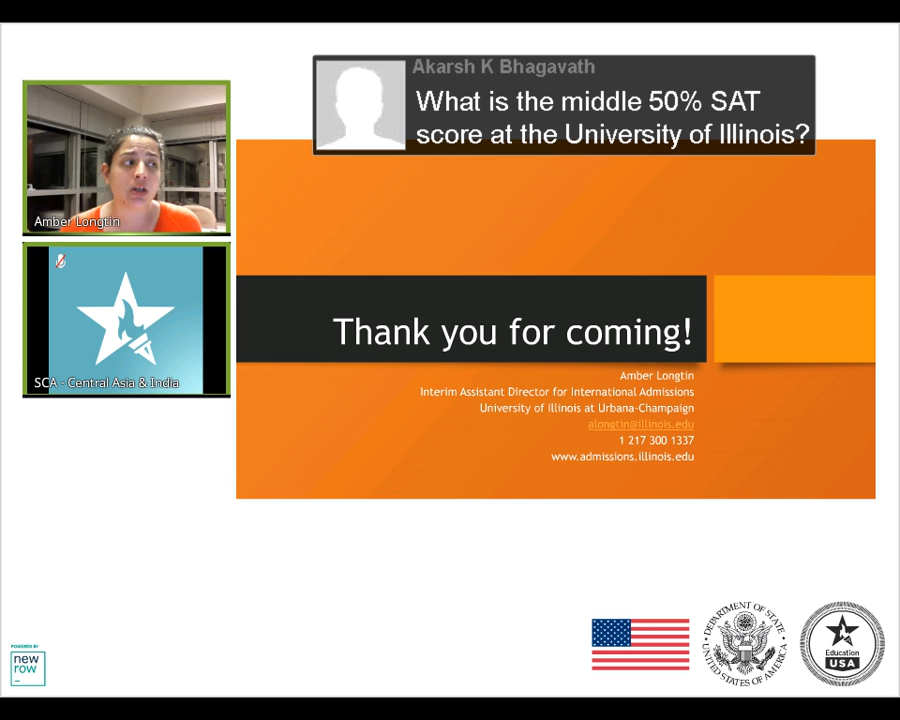 Akarsh K Bhagavath
What is the middle 50% SAT
score at the University of Illinois?
Amber Longtin
SCA - Central Asia & India
Thank you for coming!
Amber Longtin
Interim Assistant Director for International Admissions
University of Illinois at Urbana-Champaign
alongtin@illinois.edu
1 217 300 1337
www.admissions.illinois.edu
POWERED BY
new
row
DEPARTMENT OF STATE
UNITED STATES OF AMERICA
Education
USA